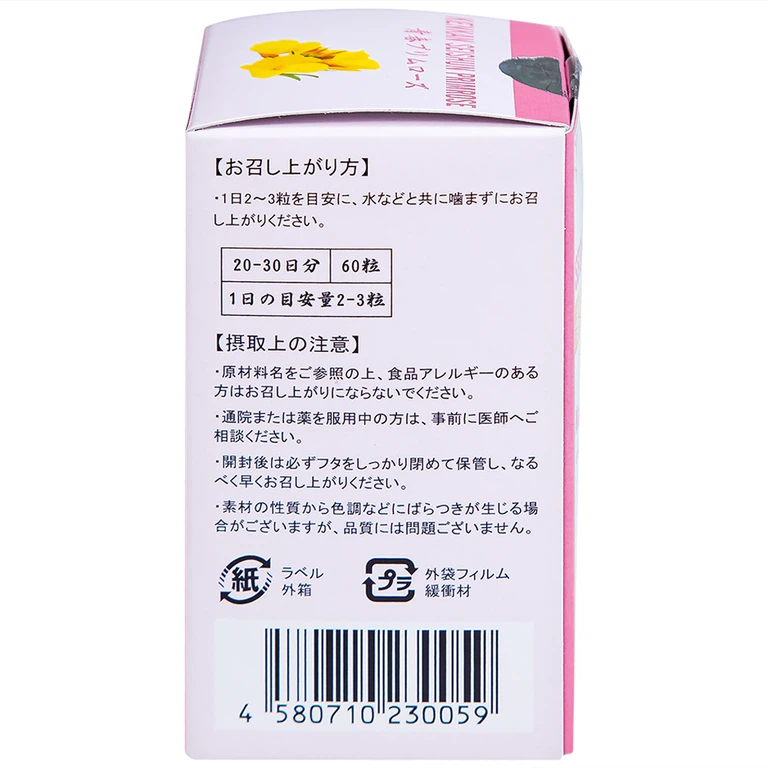 青春プリムローズ
SEISHUN PRIMROSE
【お召し上がり方】
・1日2〜3粒を目安に、水などと共に噛まずにお召
し上がりください。
20-30日分 60粒
1日の目安量2-3粒
【摂取上の注意】
・原材料名をご参照の上、食品アレルギーのある
方はお召し上がりにならないでください。
・通院または薬を服用中の方は、事前に医師へご
相談ください。
・開封後は必ずフタをしっかり閉めて保管し、なる
べく早くお召し上がりください。
・素材の性質から色調などにばらつきが生じる場
合がございますが、品質には問題ございません。
紙 ラベル
外箱
プラ 外袋フィルム
緩衝材
4 580710 230059